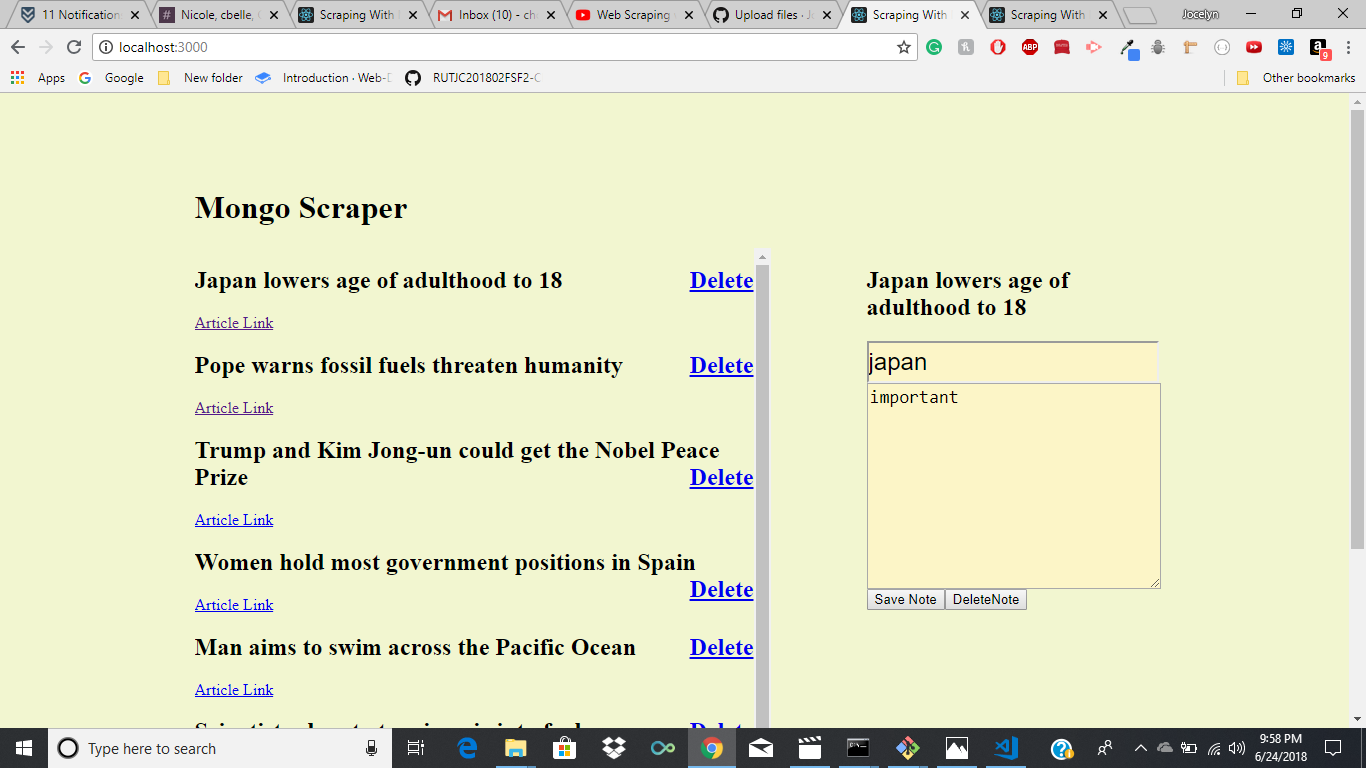 11 Notification
Nicole, cbelle,
Scraping With
Inbox (10) - ch
Web Scraping
Upload files · Jo
Scraping With
Scraping With
Jocelyn
localhost:3000
ABP
9
Apps
Google
New folder
Introduction · Web-D
RUTJC201802FSF2-C
Other bookmarks
Mongo Scraper
Japan lowers age of adulthood to 18 Delete
Article Link
Pope warns fossil fuels threaten humanity Delete
Article Link
Trump and Kim Jong-un could get the Nobel Peace
Prize Delete
Article Link
Women hold most government positions in Spain
Delete
Article Link
Man aims to swim across the Pacific Ocean Delete
Article Link
Japan lowers age of
adulthood to 18
japan
important
Save Note DeleteNote
Type here to search
9:58 PM
6/24/2018